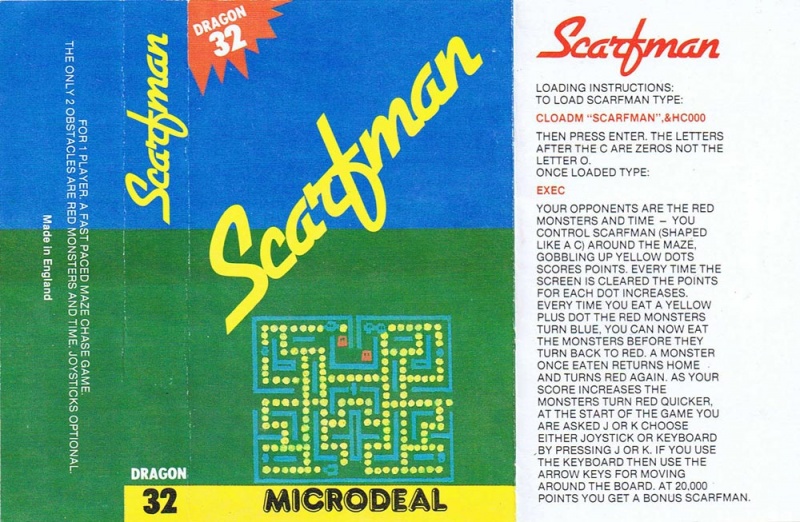 FOR 1 PLAYER. A FAST PACED MAZE CHASE GAME.
THE ONLY 2 OBSTACLES ARE RED MONSTERS AND TIME. JOYSTICKS OPTIONAL.
Made in England
Scarfman
DRAGON
32
DRAGON
32
Scarfman
MICRODEAL
Scarfman
LOADING INSTRUCTIONS:
TO LOAD SCARFMAN TYPE:
CLOADM "SCARFMAN",&HC000
THEN PRESS ENTER. THE LETTERS
AFTER THE C ARE ZEROS NOT THE
LETTER O.
ONCE LOADED TYPE:
EXEC
YOUR OPPONENTS ARE THE RED
MONSTERS AND TIME – YOU
CONTROL SCARFMAN (SHAPED
LIKE A C) AROUND THE MAZE,
GOBBLING UP YELLOW DOTS
SCORES POINTS. EVERY TIME THE
SCREEN IS CLEARED THE POINTS
FOR EACH DOT INCREASES.
EVERY TIME YOU EAT A YELLOW
PLUS DOT THE RED MONSTERS
TURN BLUE, YOU CAN NOW EAT
THE MONSTERS BEFORE THEY
TURN BACK TO RED. A MONSTER
ONCE EATEN RETURNS HOME
AND TURNS RED AGAIN. AS YOUR
SCORE INCREASES THE
MONSTERS TURN RED QUICKER,
AT THE START OF THE GAME YOU
ARE ASKED J OR K CHOOSE
EITHER JOYSTICK OR KEYBOARD
BY PRESSING J OR K. IF YOU USE
THE KEYBOARD THEN USE THE
ARROW KEYS FOR MOVING
AROUND THE BOARD. AT 20,000
POINTS YOU GET A BONUS SCARFMAN.